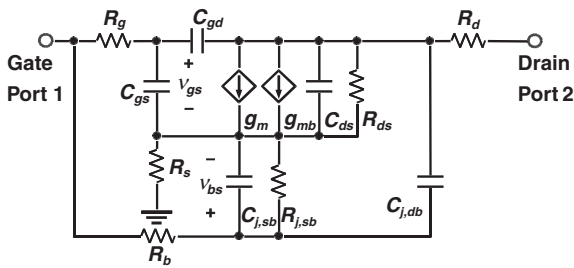 R_g
C_gd
R_d
Gate
Port 1
C_gs
+
v_gs
–
g_m
g_mb
C_ds
R_ds
Drain
Port 2
R_s
–
v_bs
+
C_j,sb
R_j,sb
C_j,db
R_b